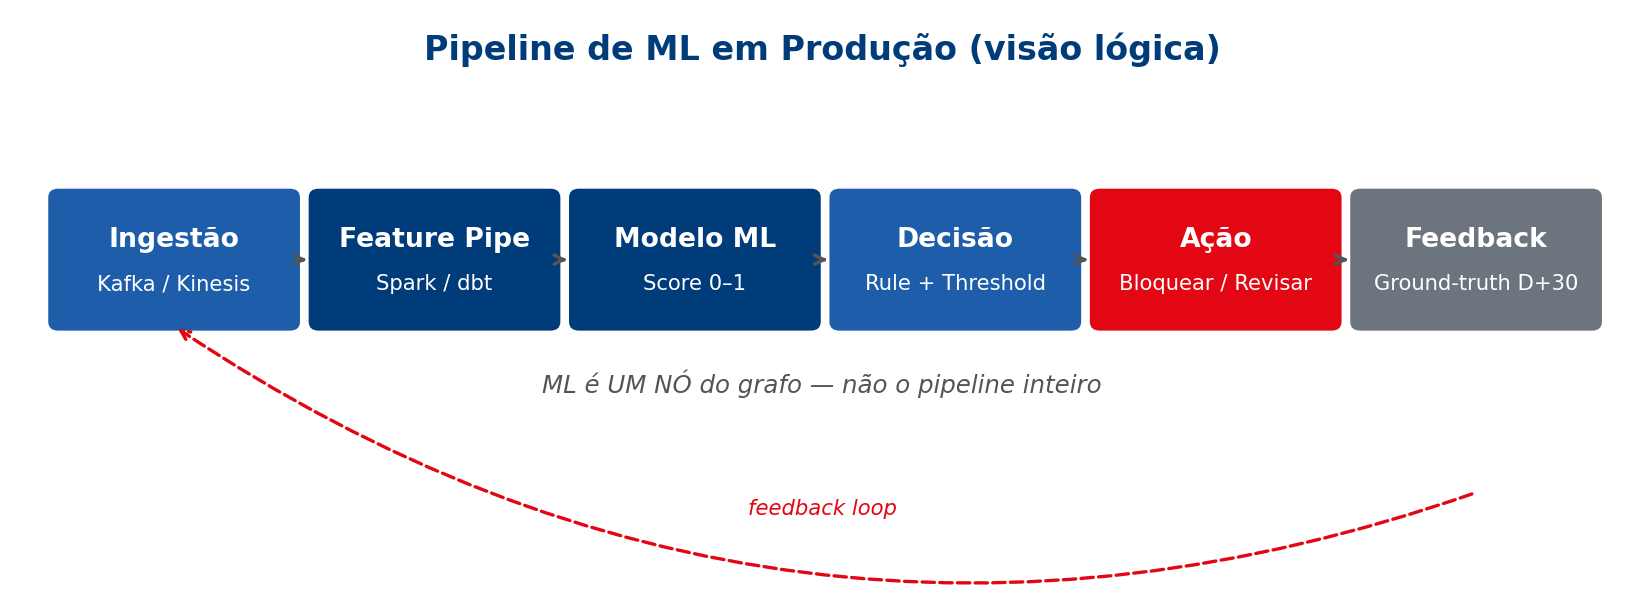 Pipeline de ML em Produção (visão lógica)
Ingestão
Kafka / Kinesis
Feature Pipe
Spark / dbt
Modelo ML
Score 0–1
Decisão
Rule + Threshold
Ação
Bloquear / Revisar
Feedback
Ground-truth D+30
ML é UM NÓ do grafo — não o pipeline inteiro
feedback loop